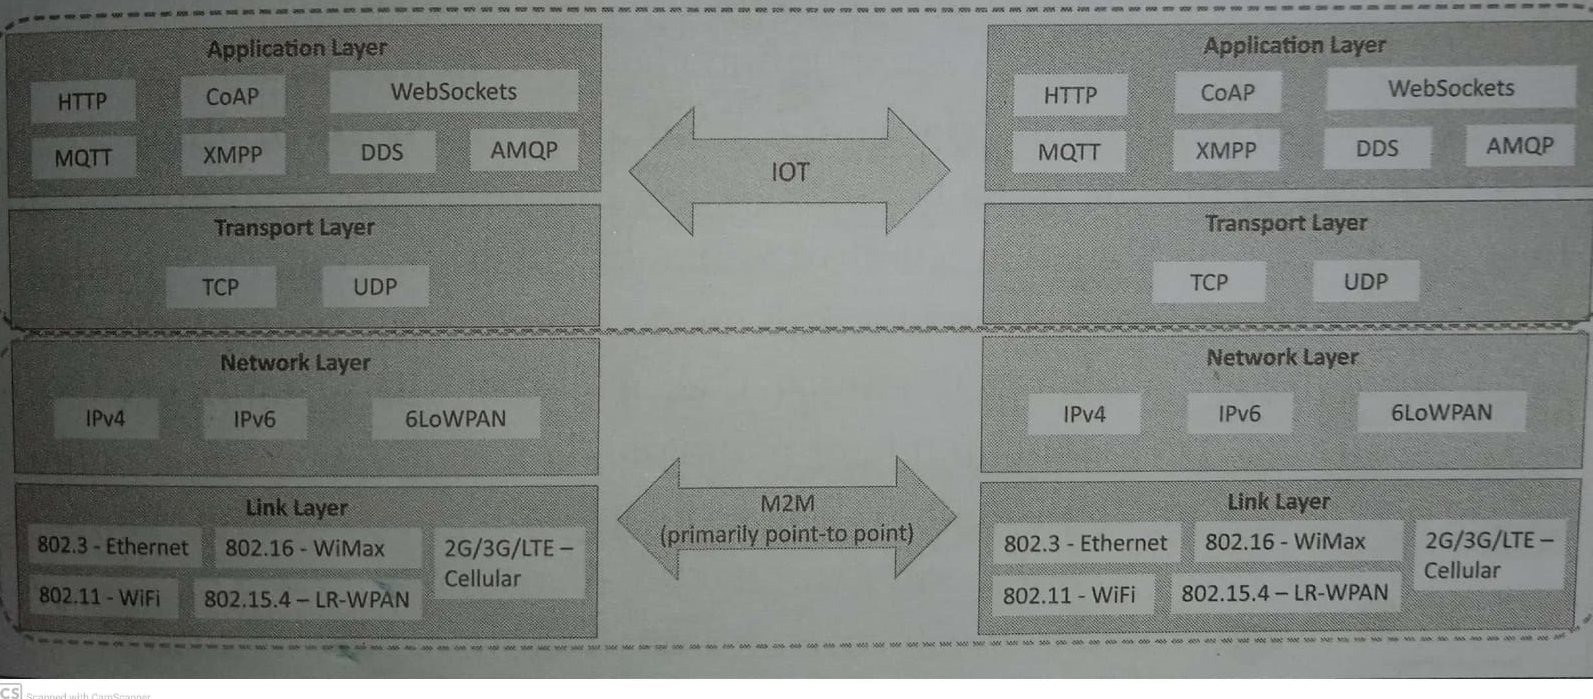 Application Layer
HTTP
CoAP
WebSockets
MQTT
XMPP
DDS
AMQP
Transport Layer
TCP
UDP
Network Layer
IPv4
IPv6
6LoWPAN
Link Layer
802.3 - Ethernet
802.16 - WiMax
2G/3G/LTE –
Cellular
802.11 - WiFi
802.15.4 – LR-WPAN
IOT
M2M
(primarily point-to point)
Application Layer
HTTP
CoAP
WebSockets
MQTT
XMPP
DDS
AMQP
Transport Layer
TCP
UDP
Network Layer
IPv4
IPv6
6LoWPAN
Link Layer
802.3 - Ethernet
802.16 - WiMax
2G/3G/LTE –
Cellular
802.11 - WiFi
802.15.4 – LR-WPAN
CS Scanned with CamScanner